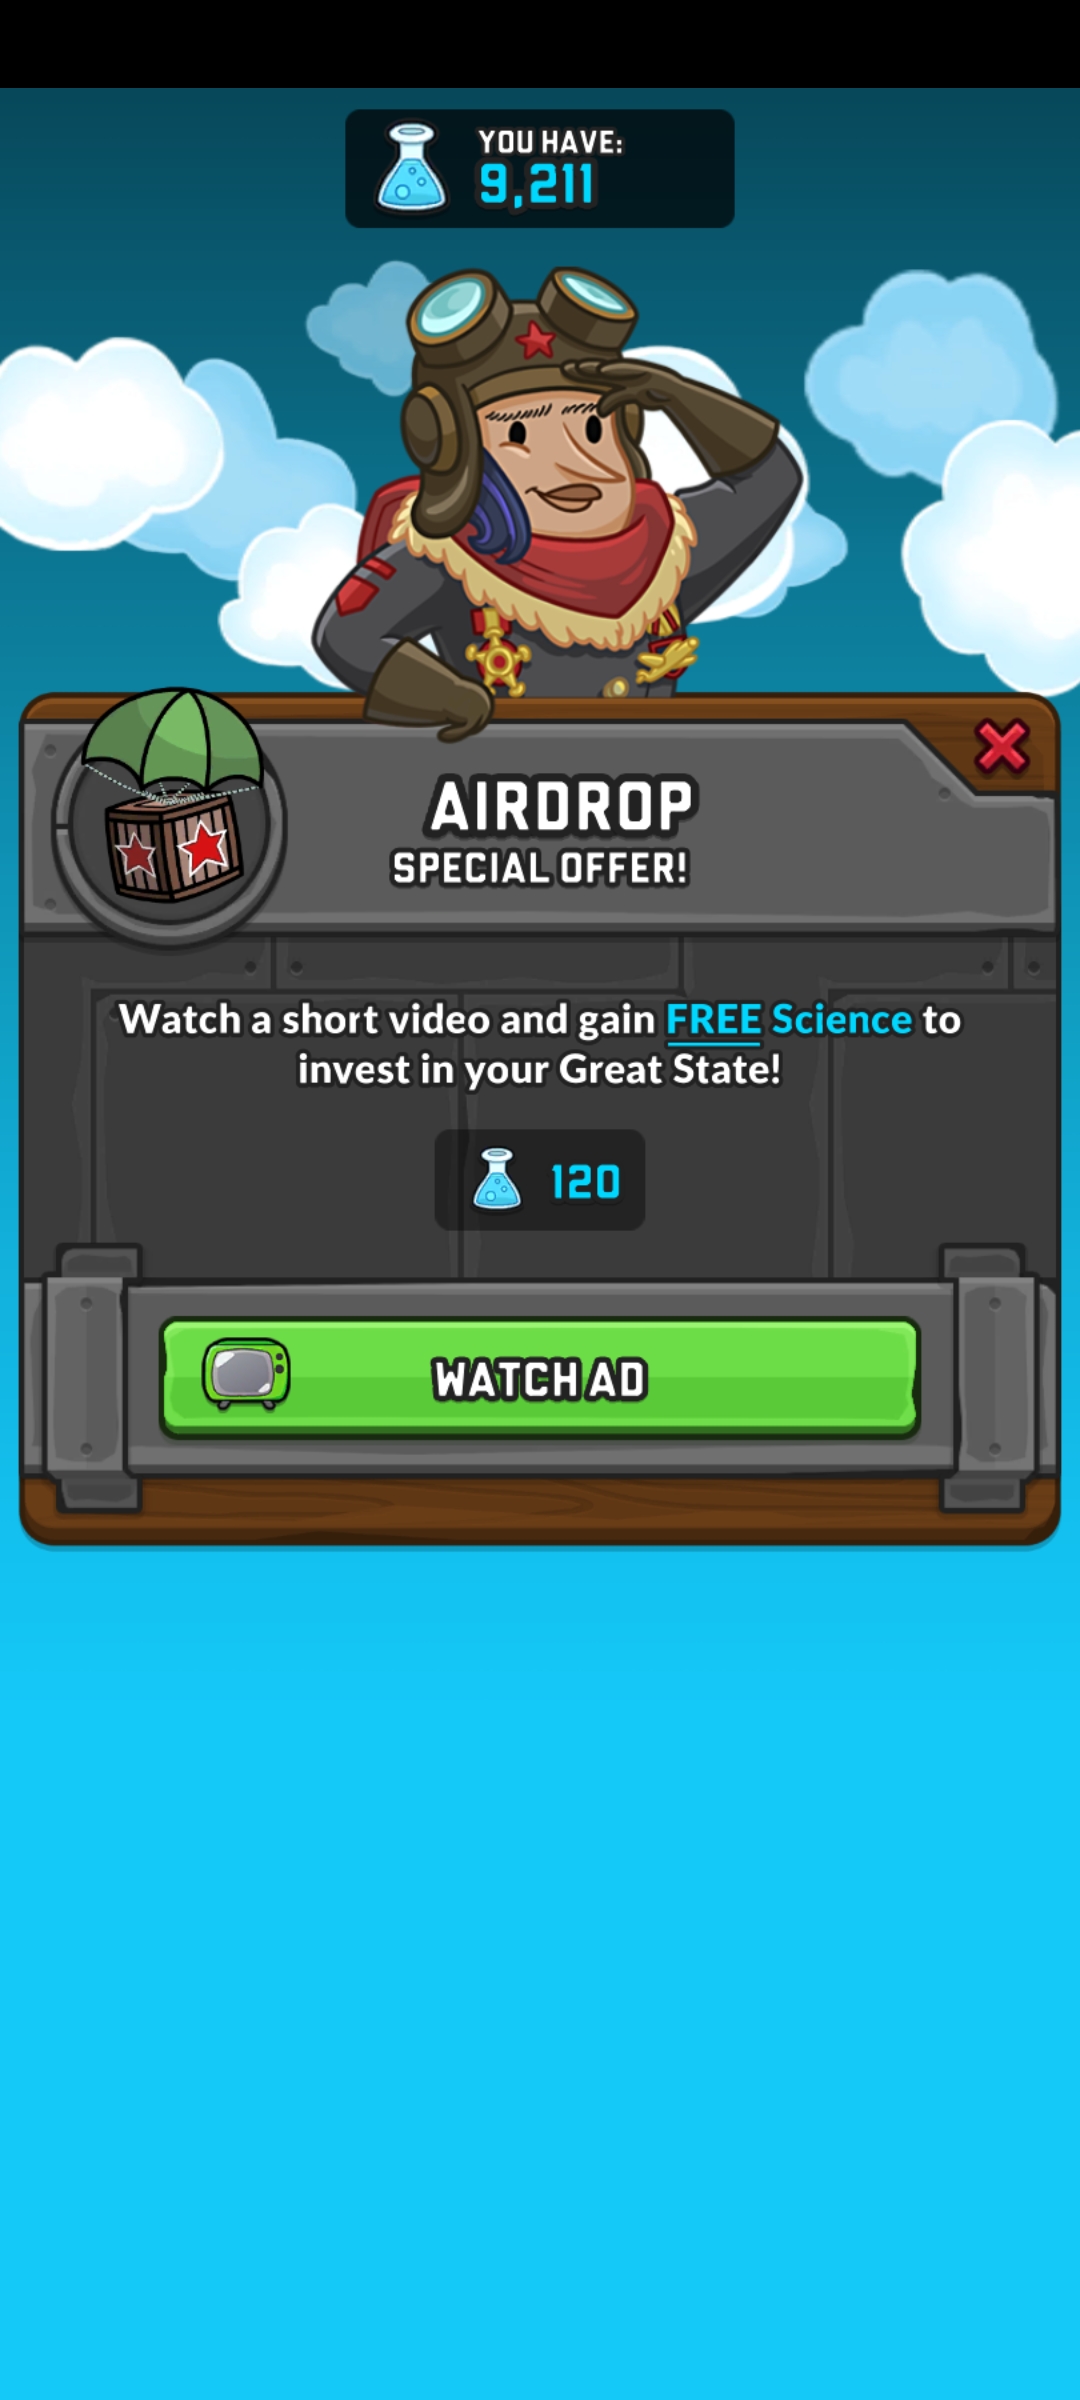 YOU HAVE:
9,211
AIRDROP
SPECIAL OFFER!
Watch a short video and gain FREE Science to
invest in your Great State!
120
WATCH AD